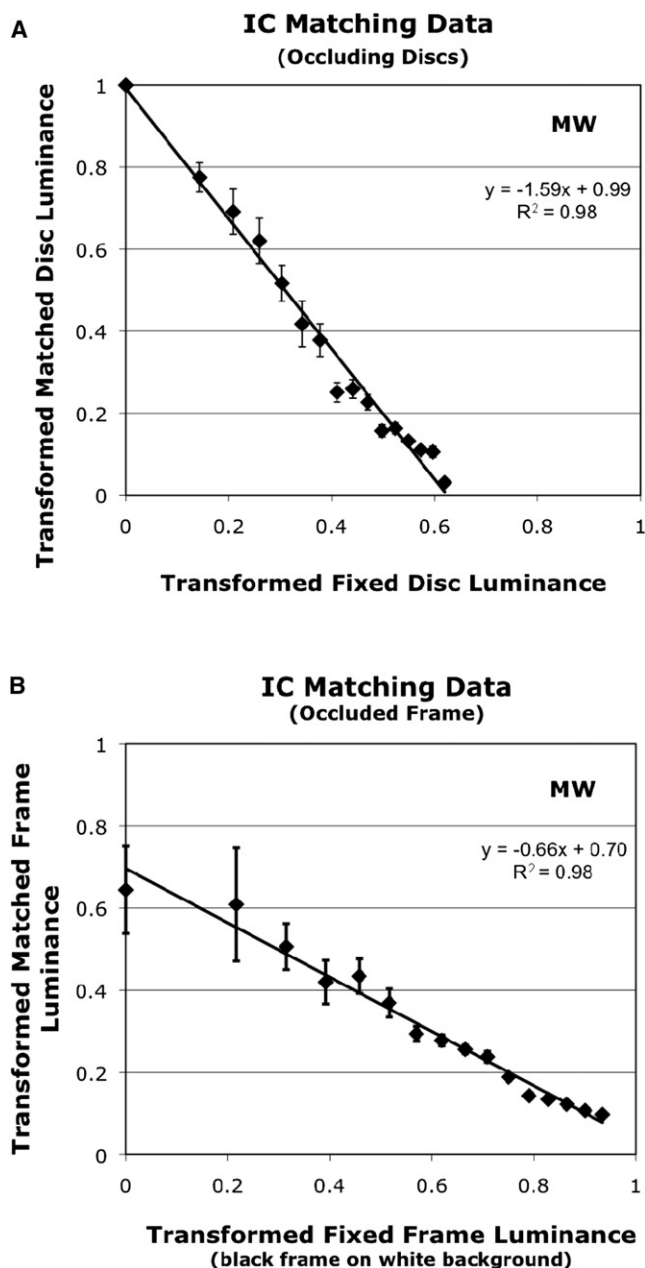 A
IC Matching Data
(Occluding Discs)
Transformed Matched Disc Luminance
1
0.8
0.6
0.4
0.2
0
MW
y = -1.59x + 0.99
R² = 0.98
0 0.2 0.4 0.6 0.8 1
Transformed Fixed Disc Luminance
B
IC Matching Data
(Occluded Frame)
Transformed Matched Frame
Luminance
1
0.8
0.6
0.4
0.2
0
MW
y = -0.66x + 0.70
R² = 0.98
0 0.2 0.4 0.6 0.8 1
Transformed Fixed Frame Luminance
(black frame on white background)